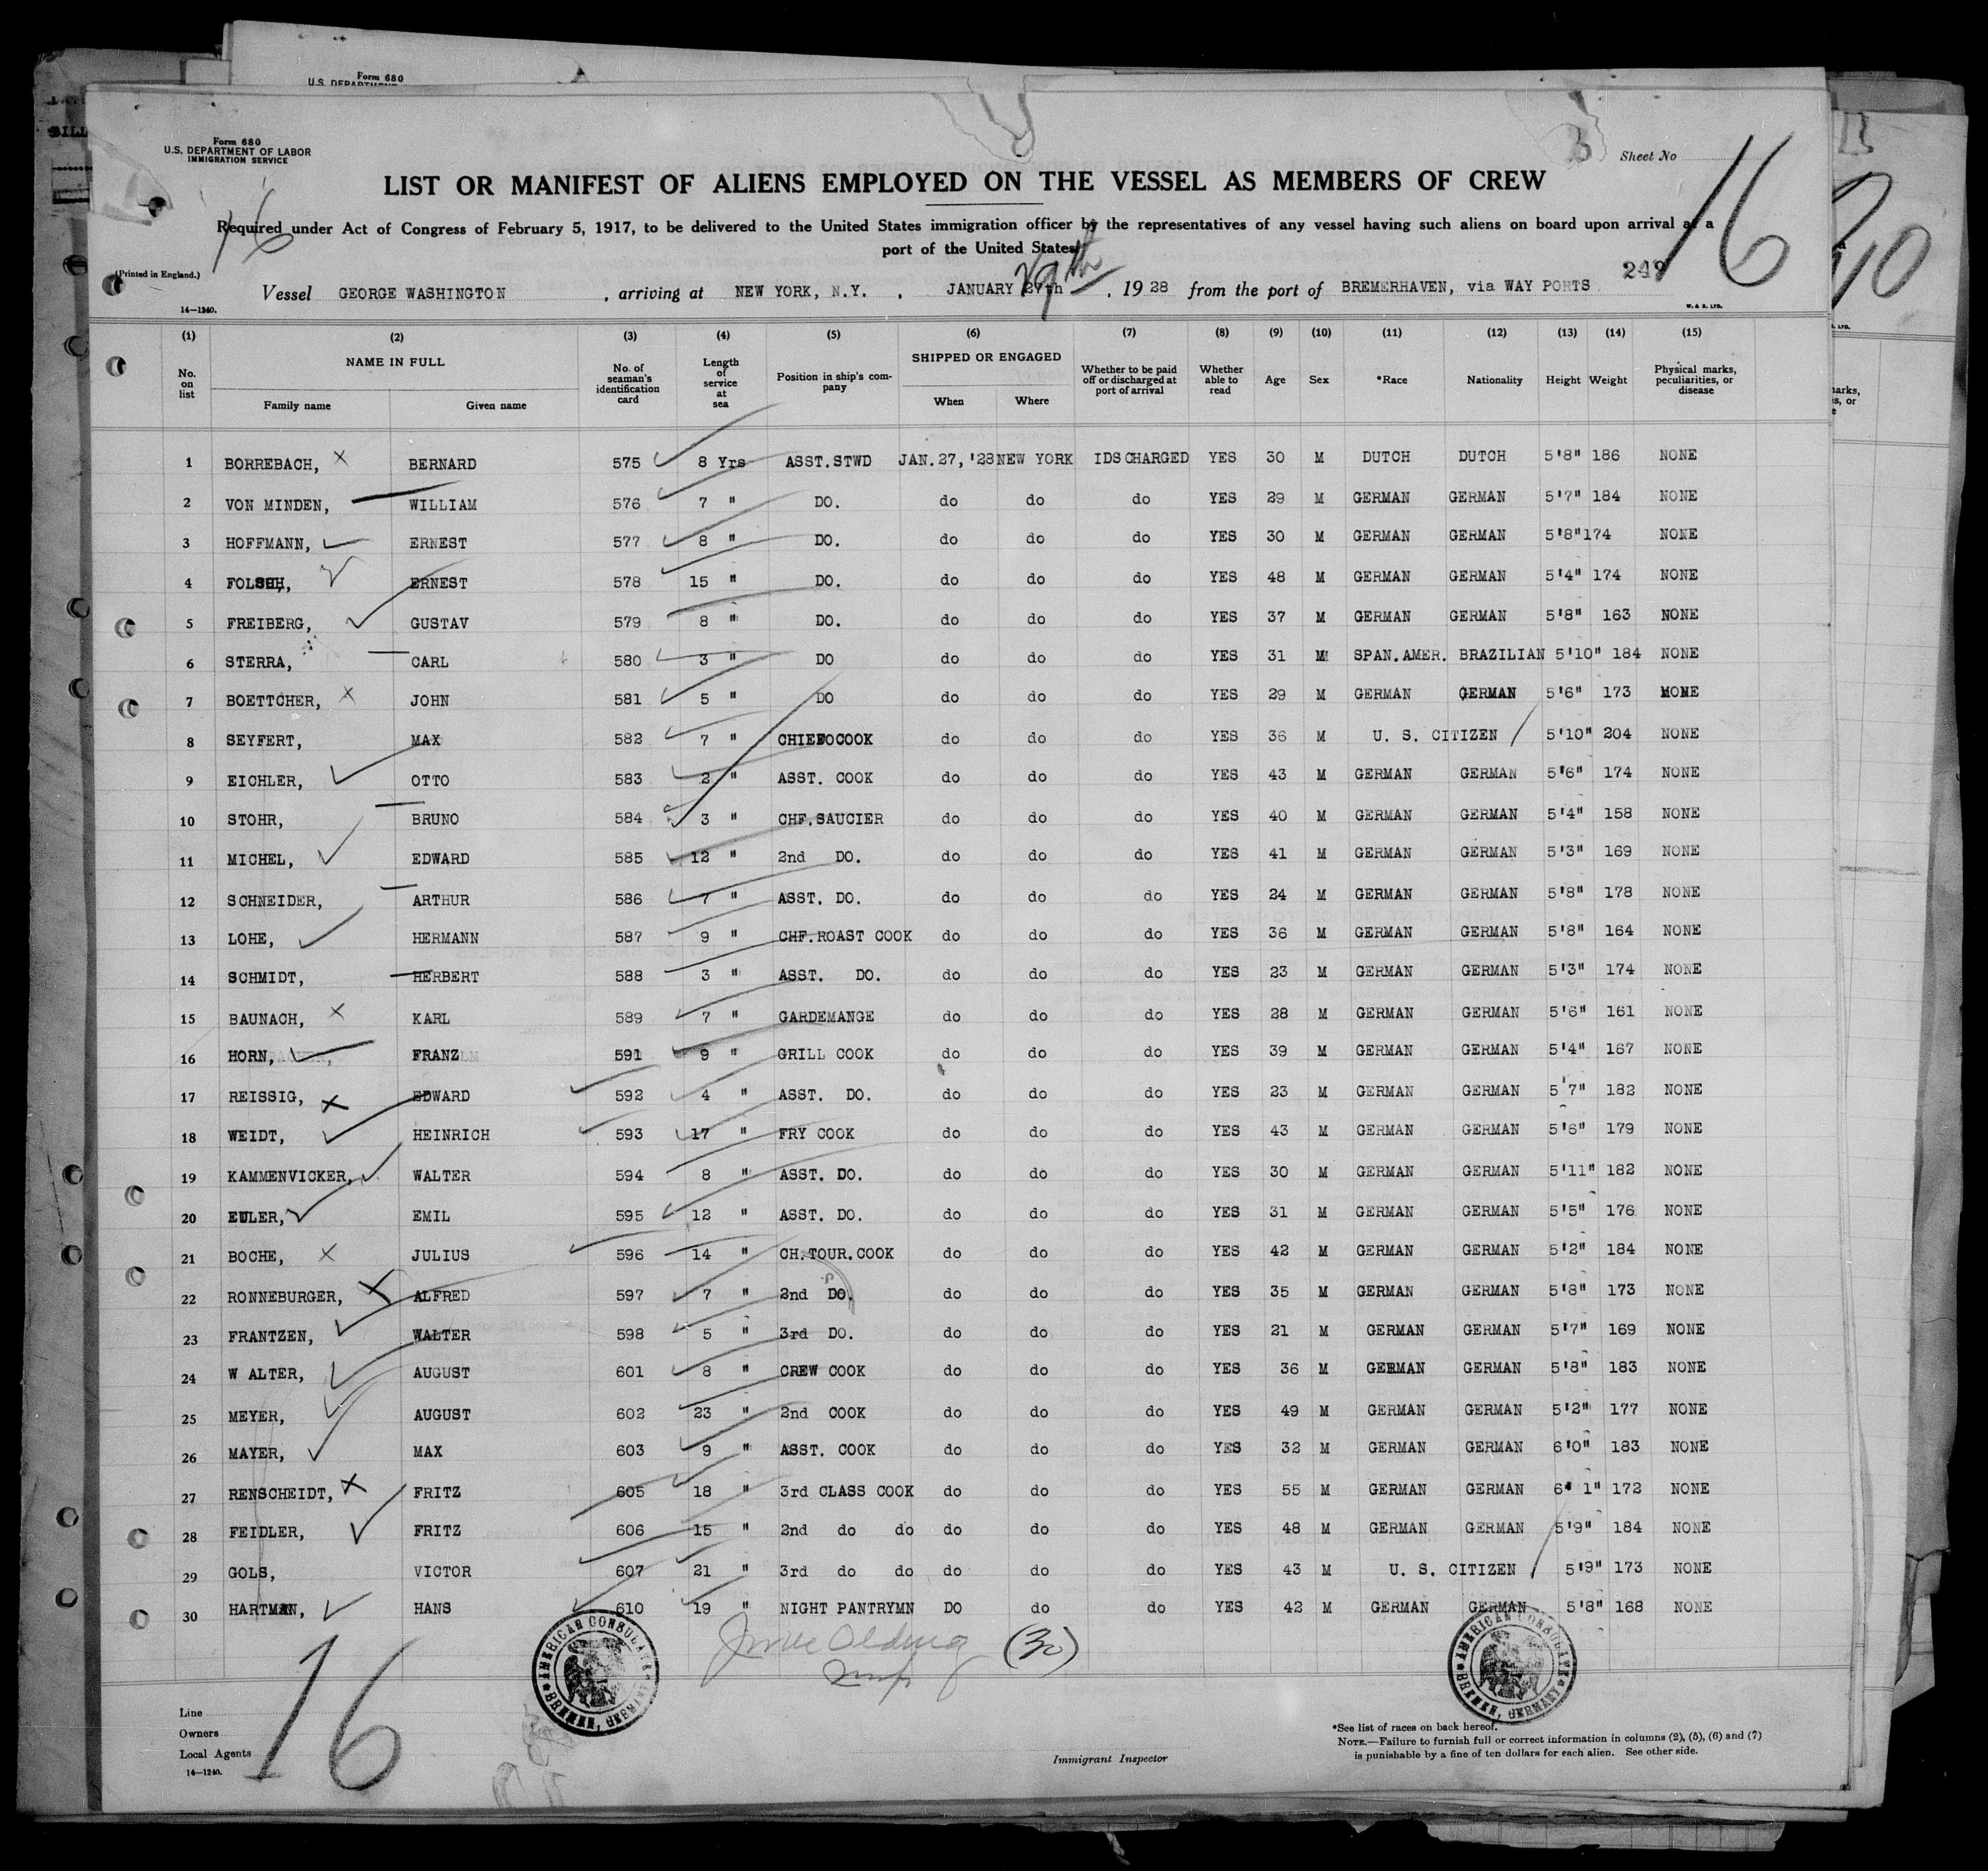 Form 680
U.S. DEPARTMENT
Form 680
U.S. DEPARTMENT OF LABOR
IMMIGRATION SERVICE
Sheet No
3
16
LIST OR MANIFEST OF ALIENS EMPLOYED ON THE VESSEL AS MEMBERS OF CREW
16
Required under Act of Congress of February 5, 1917, to be delivered to the United States immigration officer by the representatives of any vessel having such aliens on board upon arrival at a
port of the United States
(Printed in England.)
29th
249
Vessel GEORGE WASHINGTON , arriving at NEW YORK, N.Y. , JANUARY 27th , 1928 from the port of BREMERHAVEN, via WAY PORTS
14—1240.
W. & S. LTD.
(1) (2) (3) (4) (5) (6) (7) (8) (9) (10) (11) (12) (13) (14) (15)
No. on list NAME IN FULL Family name Given name No. of seaman's identification card Length of service at sea Position in ship's company SHIPPED OR ENGAGED When Where Whether to be paid off or discharged at port of arrival Whether able to read Age Sex *Race Nationality Height Weight Physical marks, peculiarities, or disease
1 BORREBACH, X BERNARD 575 8 Yrs ASST.STWD JAN.27,'28 NEW YORK IDSCHARGED YES 30 M DUTCH DUTCH 5'8" 186 NONE
2 VON MINDEN, WILLIAM 576 7 " DO. do do do YES 29 M GERMAN GERMAN 5'7" 184 NONE
3 HOFFMANN, ERNEST 577 8 " DO. do do do YES 30 M GERMAN GERMAN 5'8" 174 NONE
4 ERNEST 578 15 " DO. do do do YES 48 M GERMAN GERMAN 5'4" 174 NONE
5 FREIBERG, GUSTAV 579 8 " DO. do do do YES 37 M GERMAN GERMAN 5'8" 163 NONE
6 STERRA, CARL 580 3 " DO do do do YES 31 M SPAN.AMER. BRAZILIAN 5'10" 184 NONE
7 BOETTCHER, X JOHN 581 5 " DO do do do YES 29 M GERMAN GERMAN 5'6" 173 NONE
8 SEYFERT, MAX 582 7 " CHIEFOCOOK do do do YES 36 M U. S. CITIZEN 5'10" 204 NONE
9 EICHLER, OTTO 583 2 " ASST. COOK do do do YES 43 M GERMAN GERMAN 5'6" 174 NONE
10 STOHR, BRUNO 584 3 " CHF.SAUCIER do do do YES 40 M GERMAN GERMAN 5'4" 158 NONE
11 MICHEL, EDWARD 585 12 " 2nd DO. do do do YES 41 M GERMAN GERMAN 5'3" 169 NONE
12 SCHNEIDER, ARTHUR 586 7 " ASST. DO. do do do YES 24 M GERMAN GERMAN 5'8" 178 NONE
13 LOHE, HERMANN 587 9 " CHF.ROAST COOK do do do YES 36 M GERMAN GERMAN 5'8" 164 NONE
14 SCHMIDT, HERBERT 588 3 " ASST. DO. do do do YES 23 M GERMAN GERMAN 5'3" 174 NONE
15 BAUNACH, X KARL 589 7 " GARDEMANGE do do do YES 28 M GERMAN GERMAN 5'6" 161 NONE
16 HORN, FRANZ 591 9 " GRILL COOK do do do YES 39 M GERMAN GERMAN 5'4" 167 NONE
17 REISSIG, X EDWARD 592 4 " ASST. DO. do do do YES 23 M GERMAN GERMAN 5'7" 182 NONE
18 WEIDT, HEINRICH 593 17 " FRY COOK do do do YES 43 M GERMAN GERMAN 5'6" 179 NONE
19 KAMMENVICKER, WALTER 594 8 " ASST. DO. do do do YES 30 M GERMAN GERMAN 5'11" 182 NONE
20 EULER, EMIL 595 12 " ASST. DO. do do do YES 31 M GERMAN GERMAN 5'5" 176 NONE
21 BOCHE, X JULIUS 596 14 " CH.TOUR.COOK do do do YES 42 M GERMAN GERMAN 5'2" 184 NONE
22 RONNEBURGER, X ALFRED 597 7 " 2nd DO. do do do YES 35 M GERMAN GERMAN 5'8" 173 NONE
23 FRANTZEN, WALTER 598 5 " 3rd DO. do do do YES 21 M GERMAN GERMAN 5'7" 169 NONE
24 W ALTER, AUGUST 601 8 " CREW COOK do do do YES 36 M GERMAN GERMAN 5'8" 183 NONE
25 MEYER, AUGUST 602 23 " 2nd COOK do do do YES 49 M GERMAN GERMAN 5'2" 177 NONE
26 MAYER, MAX 603 9 " ASST. COOK do do do YES 32 M GERMAN GERMAN 6'0" 183 NONE
27 RENSCHEIDT, X FRITZ 605 18 " 3rd CLASS COOK do do do YES 55 M GERMAN GERMAN 6' 1" 172 NONE
28 FEIDLER, FRITZ 606 15 " 2nd do do do do do YES 48 M GERMAN GERMAN 5'9" 184 NONE
29 GOLS, VICTOR 607 21 " 3rd do do do do do YES 43 M U. S. CITIZEN 5'9" 173 NONE
30 HARTMAN, HANS 610 19 " NIGHT PANTRYMN DO do do YES 42 M GERMAN GERMAN 5'8" 168 NONE
(30)
AMERICAN CONSULATE BREMEN, GERMANY
AMERICAN CONSULATE BREMEN, GERMANY
16
Line
Owners
Local Agents
14—1240.
Immigrant Inspector
*See list of races on back hereof.
NOTE.—Failure to furnish full or correct information in columns (2), (5), (6) and (7)
is punishable by a fine of ten dollars for each alien. See other side.